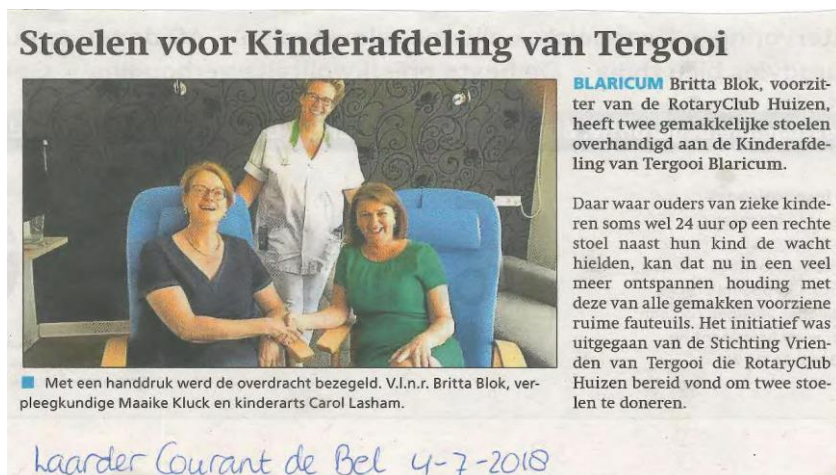 Stoelen voor Kinderafdeling van Tergooi
BLARICUM Britta Blok, voorzit-
ter van de RotaryClub Huizen,
heeft twee gemakkelijke stoelen
overhandigd aan de Kinderafde-
ling van Tergooi Blaricum.
Daar waar ouders van zieke kinde-
ren soms wel 24 uur op een rechte
stoel naast hun kind de wacht
hielden, kan dat nu in een veel
meer ontspannen houding met
deze van alle gemakken voorziene
ruime fauteuils. Het initiatief was
uitgegaan van de Stichting Vrien-
den van Tergooi die RotaryClub
Huizen bereid vond om twee stoe-
len te doneren.
Met een handdruk werd de overdracht bezegeld. V.l.n.r. Britta Blok, ver-
pleegkundige Maaike Kluck en kinderarts Carol Lasham.
Laarder Courant de Bel 4-7-2018